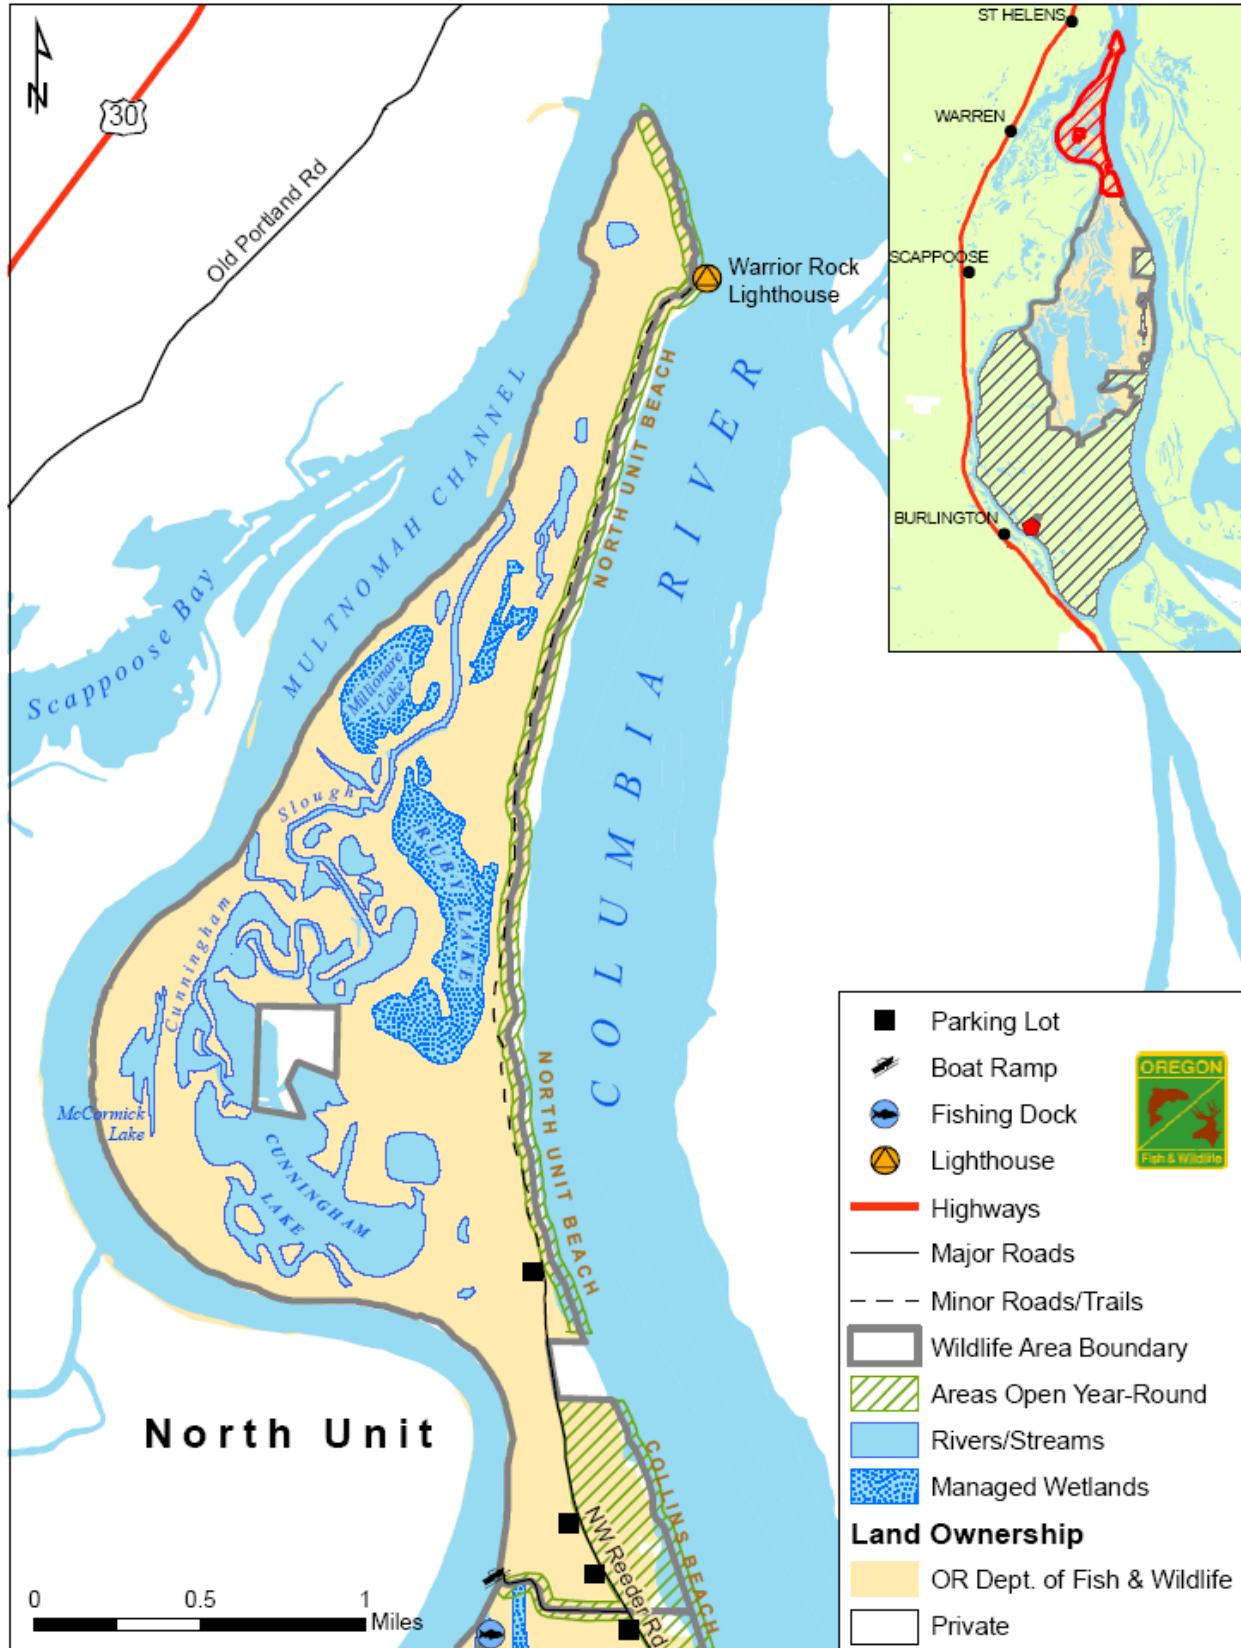 N
30
Old Portland Rd
Warrior Rock
Lighthouse
NORTH UNIT BEACH
MULTNOMAH CHANNEL
Scappoose Bay
COLUMBIA RIVER
Millionare
Lake
Slough
Cunningham
RUBY LAKE
McCormick
Lake
CUNNINGHAM
LAKE
NORTH UNIT BEACH
North Unit
COLLINS BEACH
NW Reeder Rd
0 0.5 1
Miles
ST HELENS
WARREN
SCAPPOOSE
BURLINGTON
Parking Lot
Boat Ramp
Fishing Dock
Lighthouse
Highways
Major Roads
Minor Roads/Trails
Wildlife Area Boundary
Areas Open Year-Round
Rivers/Streams
Managed Wetlands
Land Ownership
OR Dept. of Fish & Wildlife
Private
OREGON
Fish & Wildlife